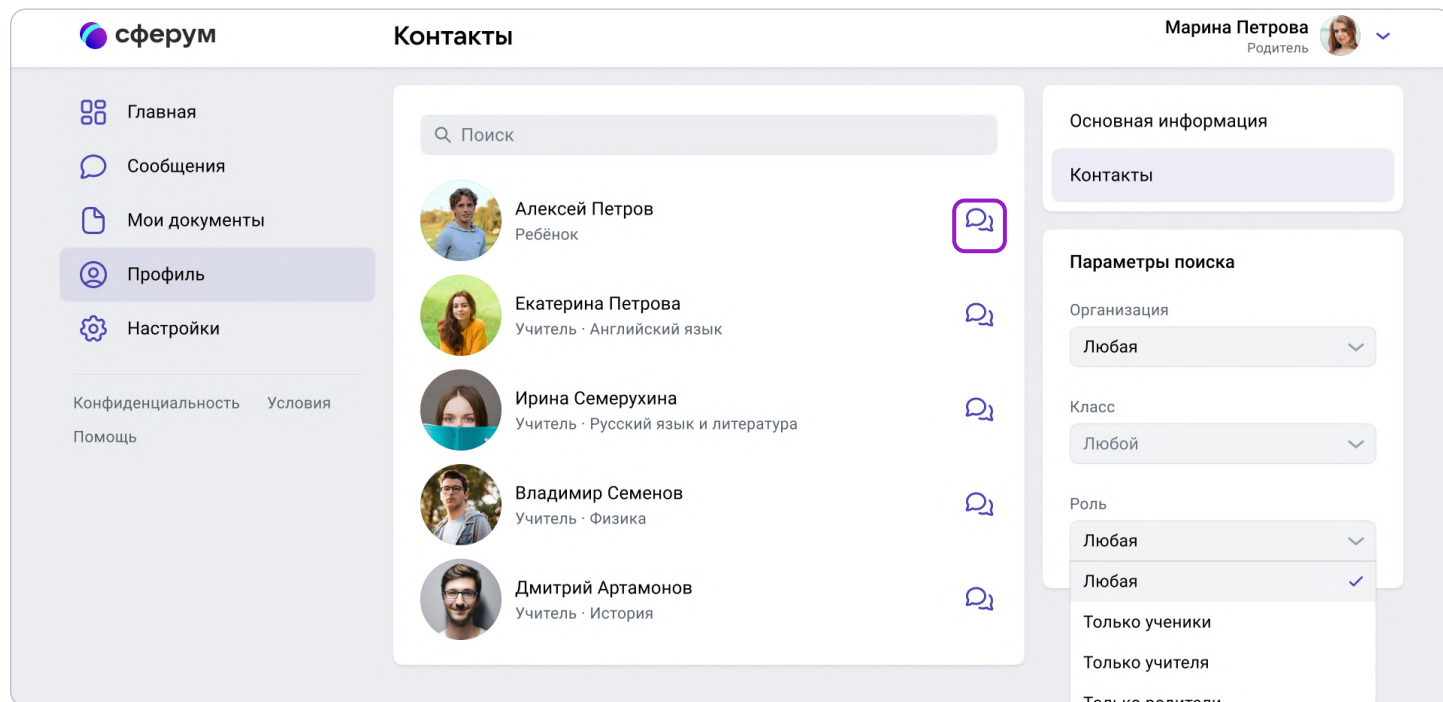 сферум
Контакты
Марина Петрова
Родитель
Главная
Сообщения
Мои документы
Профиль
Настройки
Конфиденциальность Условия
Помощь
Поиск
Алексей Петров
Ребёнок
Екатерина Петрова
Учитель · Английский язык
Ирина Семерухина
Учитель · Русский язык и литература
Владимир Семенов
Учитель · Физика
Дмитрий Артамонов
Учитель · История
Основная информация
Контакты
Параметры поиска
Организация
Любая
Класс
Любой
Роль
Любая
Любая
Только ученики
Только учителя
Только родители